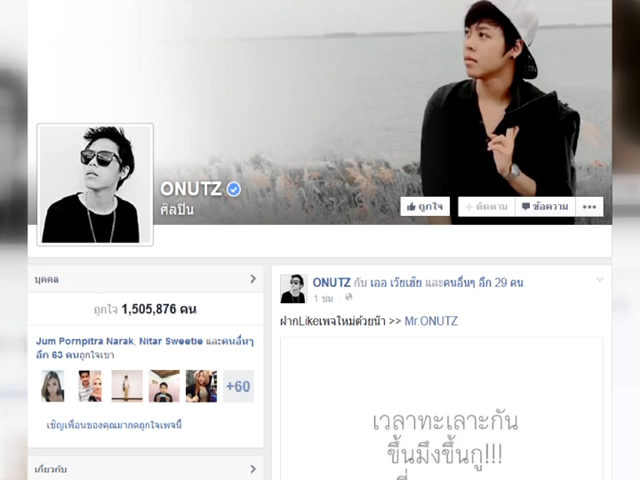 ONUTZ
ศิลปิน
ถูกใจ
+ ติดตาม
ข้อความ
บุคคล
ถูกใจ 1,505,876 คน
Jum Pornpitra Narak, Nitar Sweetie และคนอื่นๆ
อีก 63 คนถูกใจเขา
+60
เชิญเพื่อนของคุณมากดถูกใจเพจนี้
เกี่ยวกับ
ONUTZ กับ เออ เวียเฮ้ย และคนอื่นๆ อีก 29 คน
1 ชม.
ฝากLikeเพจใหม่ด้วยน๊า >> Mr.ONUTZ
เวลาทะเลาะกัน
ขึ้นมึงขึ้นกู!!!